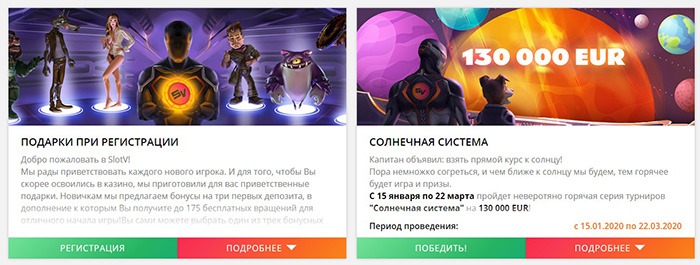 SV
ПОДАРКИ ПРИ РЕГИСТРАЦИИ
Добро пожаловать в SlotV!
Мы рады приветствовать каждого нового игрока. И для того, чтобы Вы
скорее освоились в казино, мы приготовили для вас приветственные
подарки. Новичкам мы предлагаем бонусы на три первых депозита, в
дополнение к которым Вы получите до 175 бесплатных вращений для
отличного начала игры!Вы сами можете выбрать один из трех бонусных
РЕГИСТРАЦИЯ
ПОДРОБНЕЕ
130 000 EUR
СОЛНЕЧНАЯ СИСТЕМА
Капитан объявил: взять прямой курс к солнцу!
Пора немножко согреться, и чем ближе к солнцу мы будем, тем горячее
будет игра и призы.
С 15 января по 22 марта пройдет невероятно горячая серия турниров
"Солнечная система" на 130 000 EUR!
Период проведения:
с 15.01.2020 по 22.03.2020
ПОБЕДИТЬ!
ПОДРОБНЕЕ